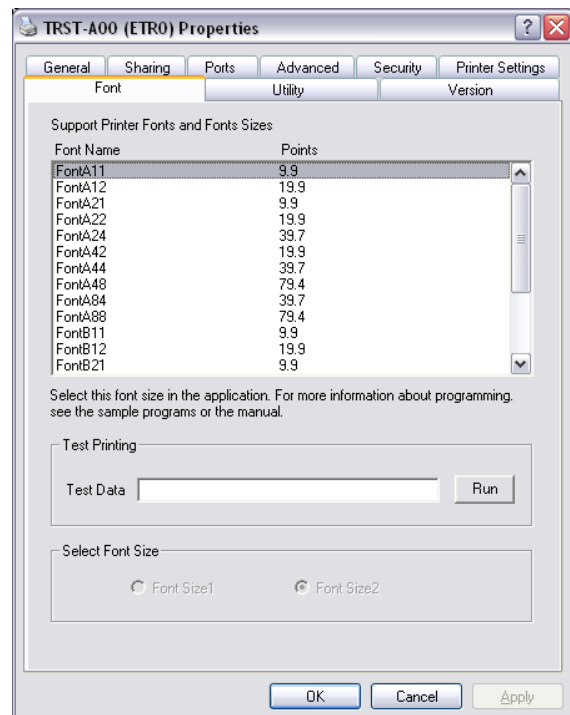 TRST-A00 (ETR0) Properties
General Sharing Ports Advanced Security Printer Settings
Font Utility Version
Support Printer Fonts and Fonts Sizes
Font Name Points
FontA11 9.9
FontA12 19.9
FontA21 9.9
FontA22 19.9
FontA24 39.7
FontA42 19.9
FontA44 39.7
FontA48 79.4
FontA84 39.7
FontA88 79.4
FontB11 9.9
FontB12 19.9
FontB21 9.9
Select this font size in the application. For more information about programming,
see the sample programs or the manual.
Test Printing
Test Data Run
Select Font Size
Font Size1 Font Size2
OK Cancel Apply